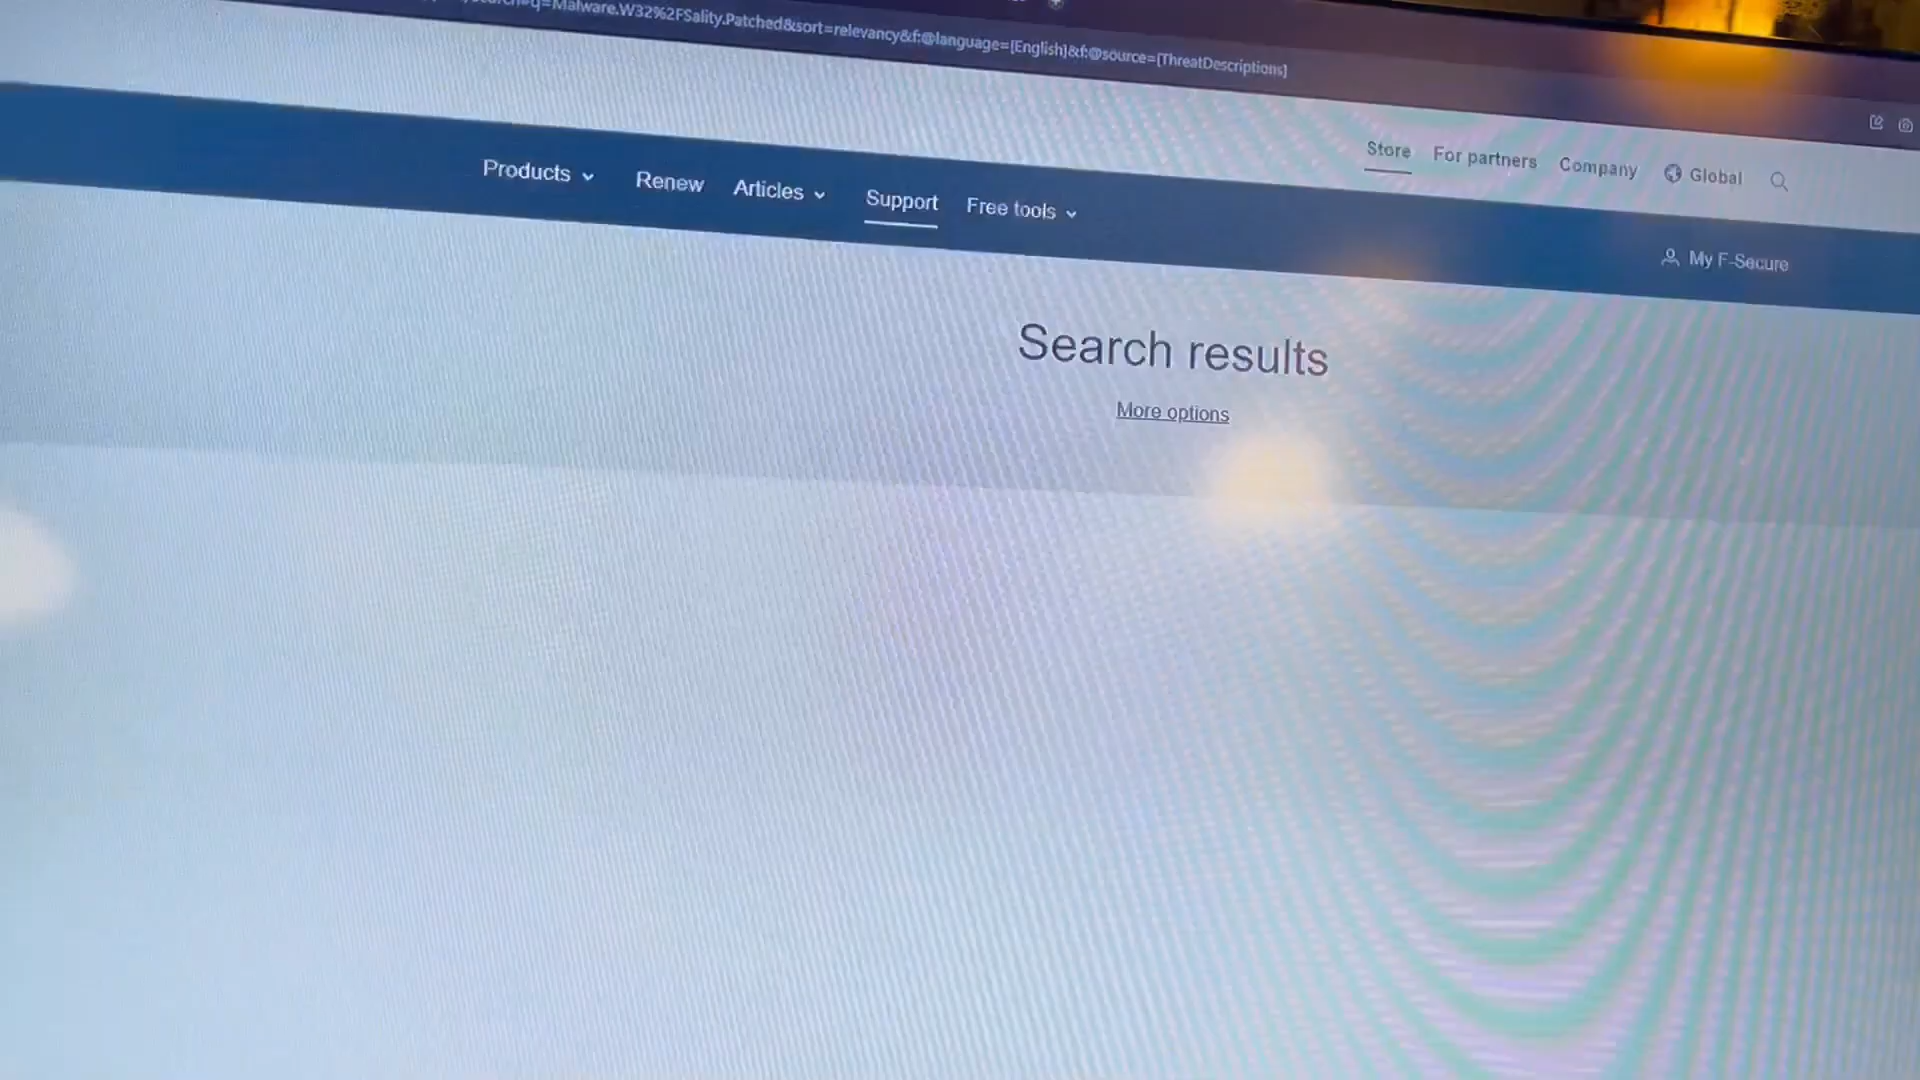 q=Malware.W32%2FSality.Patched&sort=relevancy&f:@language=[English]&f:@source=[ThreatDescriptions]
Store For partners Company Global
Products Renew Articles Support Free tools
My F-Secure
Search results
More options